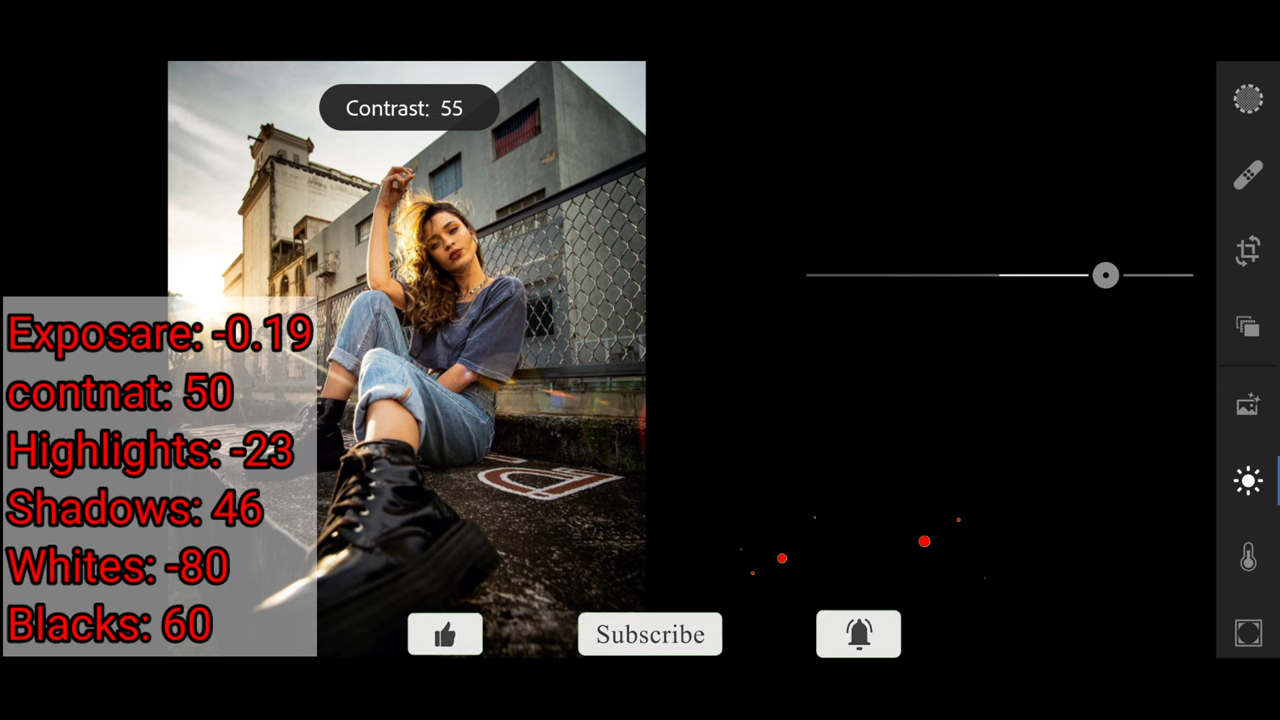 Contrast: 55
Exposare: -0.19
contnat: 50
Highlights: -23
Shadows: 46
Whites: -80
Blacks: 60
Subscribe